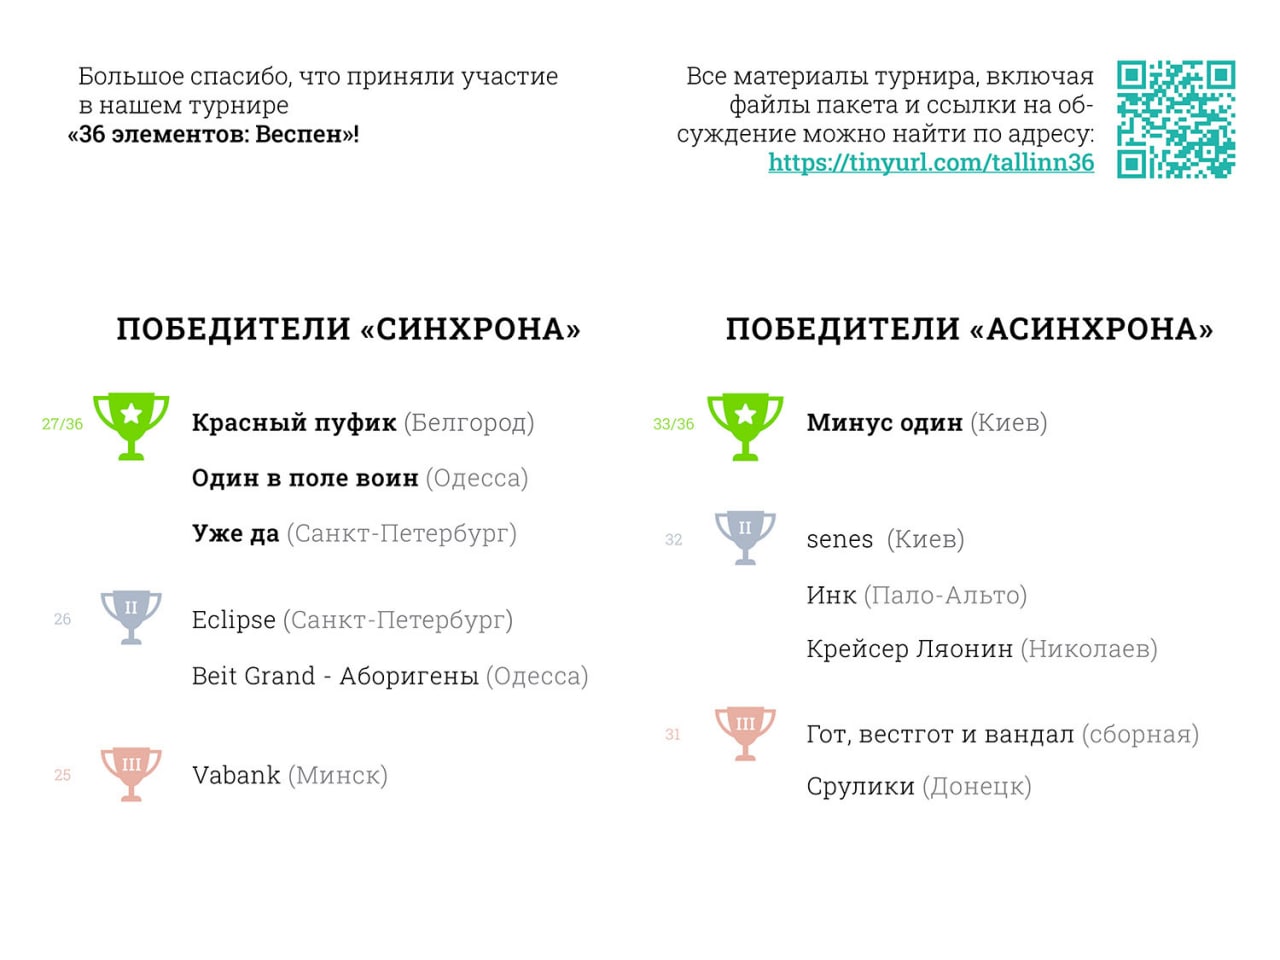 Большое спасибо, что приняли участие
в нашем турнире
«36 элементов: Веспен»!
Все материалы турнира, включая
файлы пакета и ссылки на об-
суждение можно найти по адресу:
https://tinyurl.com/tallinn36
ПОБЕДИТЕЛИ «СИНХРОНА»
27/36 Красный пуфик (Белгород)
Один в поле воин (Одесса)
Уже да (Санкт-Петербург)
26 II Eclipse (Санкт-Петербург)
Beit Grand - Аборигены (Одесса)
25 III Vabank (Минск)
ПОБЕДИТЕЛИ «АСИНХРОНА»
33/36 Минус один (Киев)
32 II senes (Киев)
Инк (Пало-Альто)
Крейсер Ляонин (Николаев)
31 III Гот, вестгот и вандал (сборная)
Срулики (Донецк)